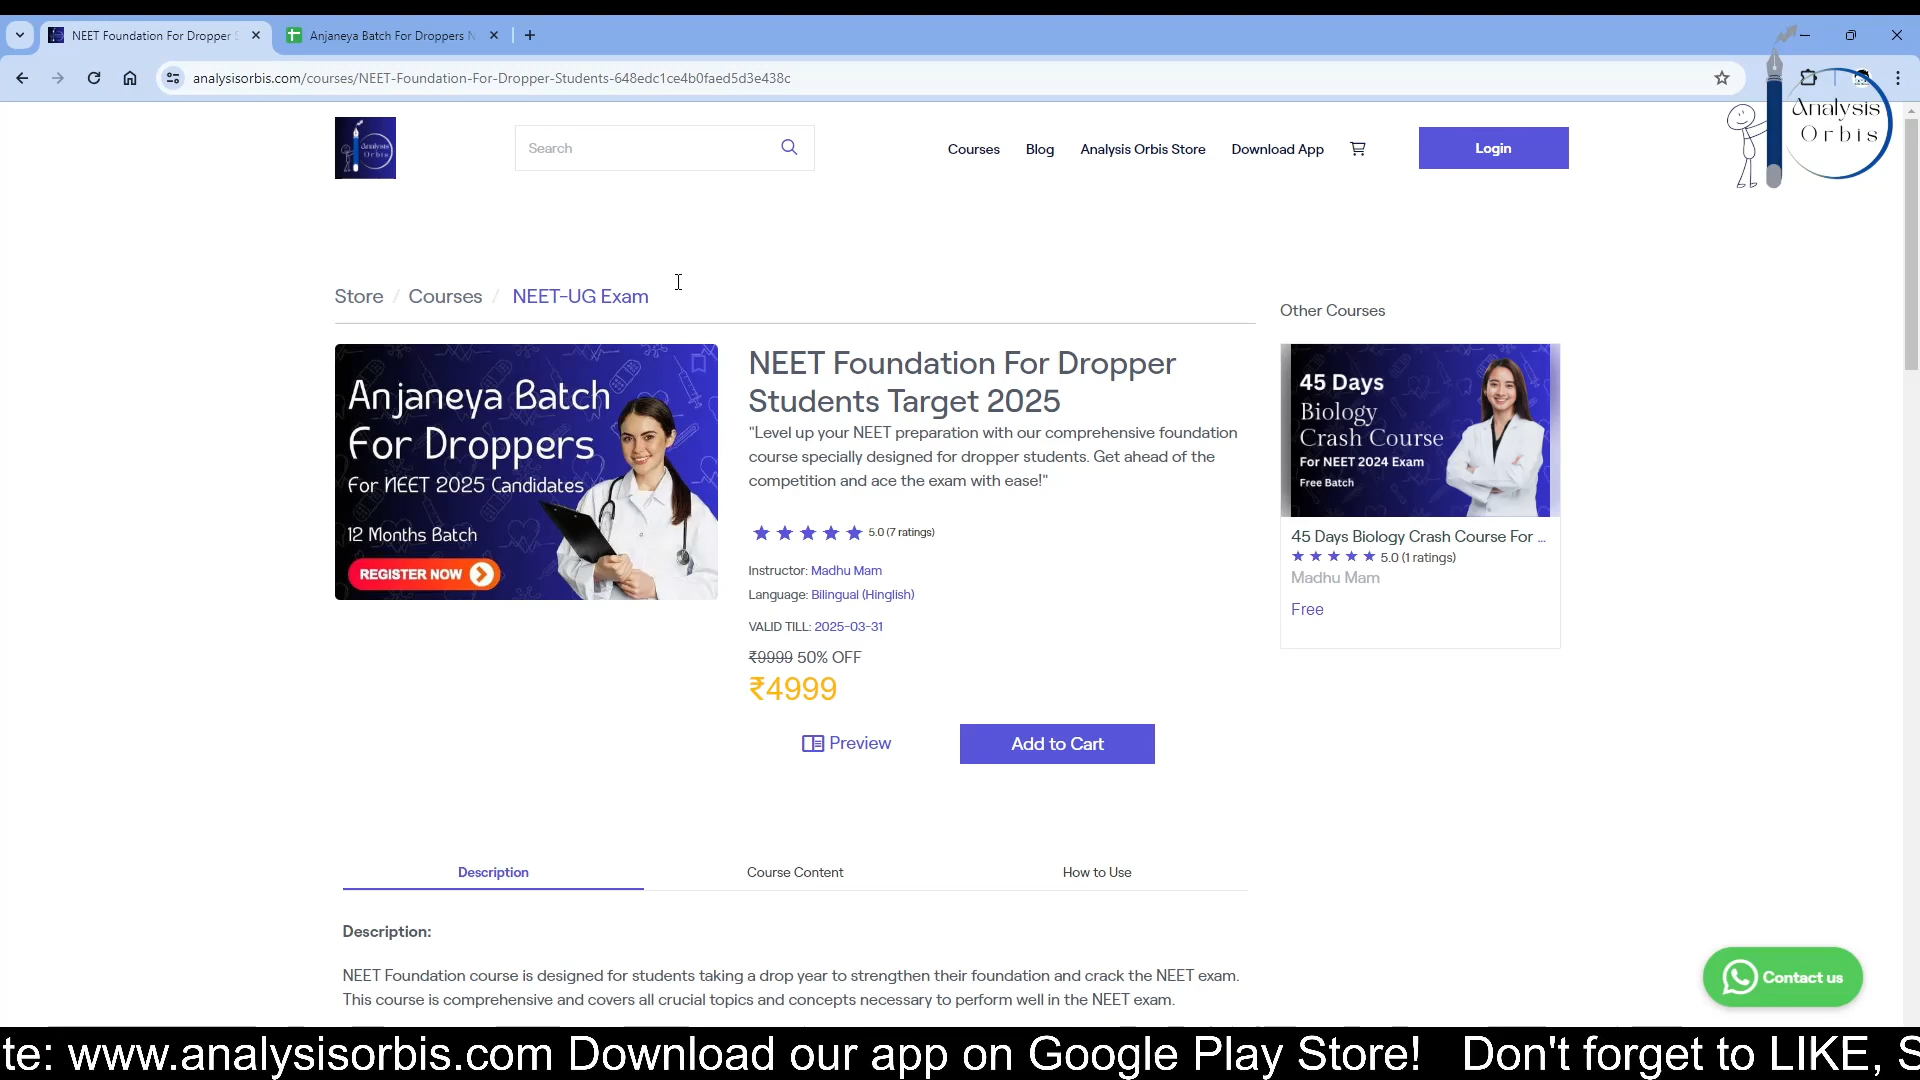 NEET Foundation For Dropper S
Anjaneya Batch For Droppers N
analysisorbis.com/courses/NEET-Foundation-For-Dropper-Students-648edc1ce4b0faed5d3e438c
Analysis
Orbis
Analysis
Orbis
Search
Courses
Blog
Analysis Orbis Store
Download App
Login
Store / Courses / NEET-UG Exam
Other Courses
Anjaneya Batch
For Droppers
For NEET 2025 Candidates
12 Months Batch
REGISTER NOW
NEET Foundation For Dropper
Students Target 2025
"Level up your NEET preparation with our comprehensive foundation
course specially designed for dropper students. Get ahead of the
competition and ace the exam with ease!"
5.0 (7 ratings)
Instructor: Madhu Mam
Language: Bilingual (Hinglish)
VALID TILL: 2025-03-31
₹9999 50% OFF
₹4999
Preview
Add to Cart
45 Days
Biology
Crash Course
For NEET 2024 Exam
Free Batch
45 Days Biology Crash Course For ...
5.0 (1 ratings)
Madhu Mam
Free
Description
Course Content
How to Use
Description:
NEET Foundation course is designed for students taking a drop year to strengthen their foundation and crack the NEET exam.
This course is comprehensive and covers all crucial topics and concepts necessary to perform well in the NEET exam.
Contact us
te: www.analysisorbis.com Download our app on Google Play Store! Don't forget to LIKE, S